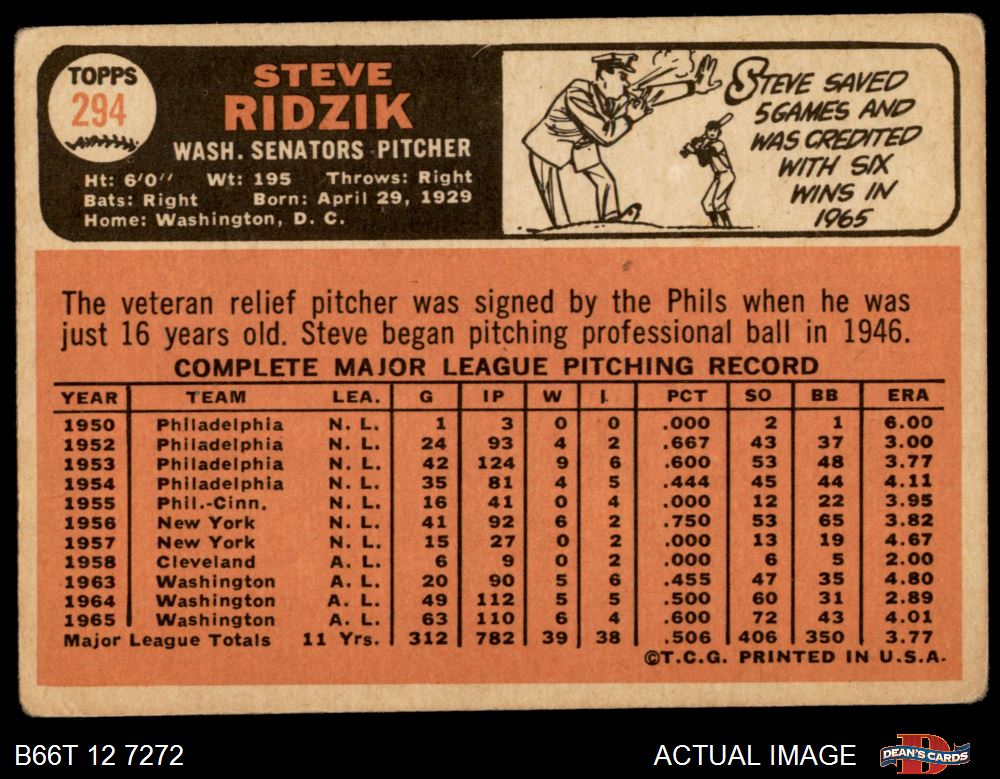 TOPPS
294
STEVE
RIDZIK
WASH. SENATORS PITCHER
Ht: 6'0" Wt: 195 Throws: Right
Bats: Right Born: April 29, 1929
Home: Washington, D. C.
STEVE SAVED
5 GAMES AND
WAS CREDITED
WITH SIX
WINS IN
1965
The veteran relief pitcher was signed by the Phils when he was
just 16 years old. Steve began pitching professional ball in 1946.
COMPLETE MAJOR LEAGUE PITCHING RECORD
YEAR TEAM LEA. G IP W L PCT SO BB ERA
1950 Philadelphia N. L. 1 3 0 0 .000 2 1 6.00
1952 Philadelphia N. L. 24 93 4 2 .667 43 37 3.00
1953 Philadelphia N. L. 42 124 9 6 .600 53 48 3.77
1954 Philadelphia N. L. 35 81 4 5 .444 45 44 4.11
1955 Phil.-Cinn. N. L. 16 41 0 4 .000 12 22 3.95
1956 New York N. L. 41 92 6 2 .750 53 65 3.82
1957 New York N. L. 15 27 0 2 .000 13 19 4.67
1958 Cleveland A. L. 6 9 0 2 .000 6 5 2.00
1963 Washington A. L. 20 90 5 6 .455 47 35 4.80
1964 Washington A. L. 49 112 5 5 .500 60 31 2.89
1965 Washington A. L. 63 110 6 4 .600 72 43 4.01
Major League Totals 11 Yrs. 312 782 39 38 .506 406 350 3.77
©T.C.G. PRINTED IN U.S.A.
B66T 12 7272
ACTUAL IMAGE
DEAN'S CARDS